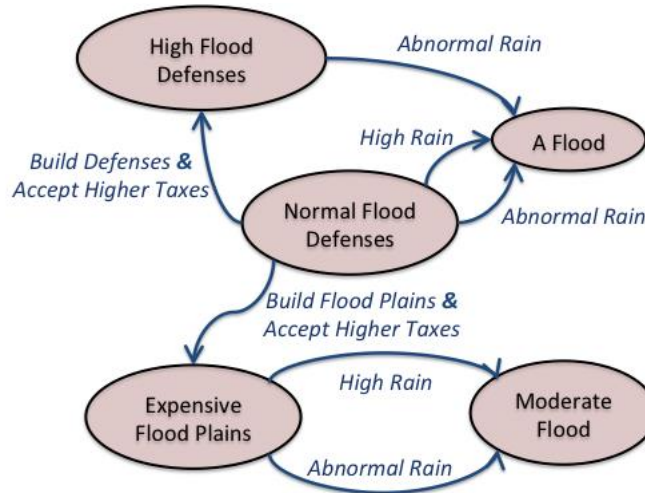 High Flood
Defenses
Abnormal Rain
High Rain
A Flood
Build Defenses &
Accept Higher Taxes
Normal Flood
Defenses
Abnormal Rain
Build Flood Plains &
Accept Higher Taxes
Expensive
Flood Plains
High Rain
Moderate
Flood
Abnormal Rain